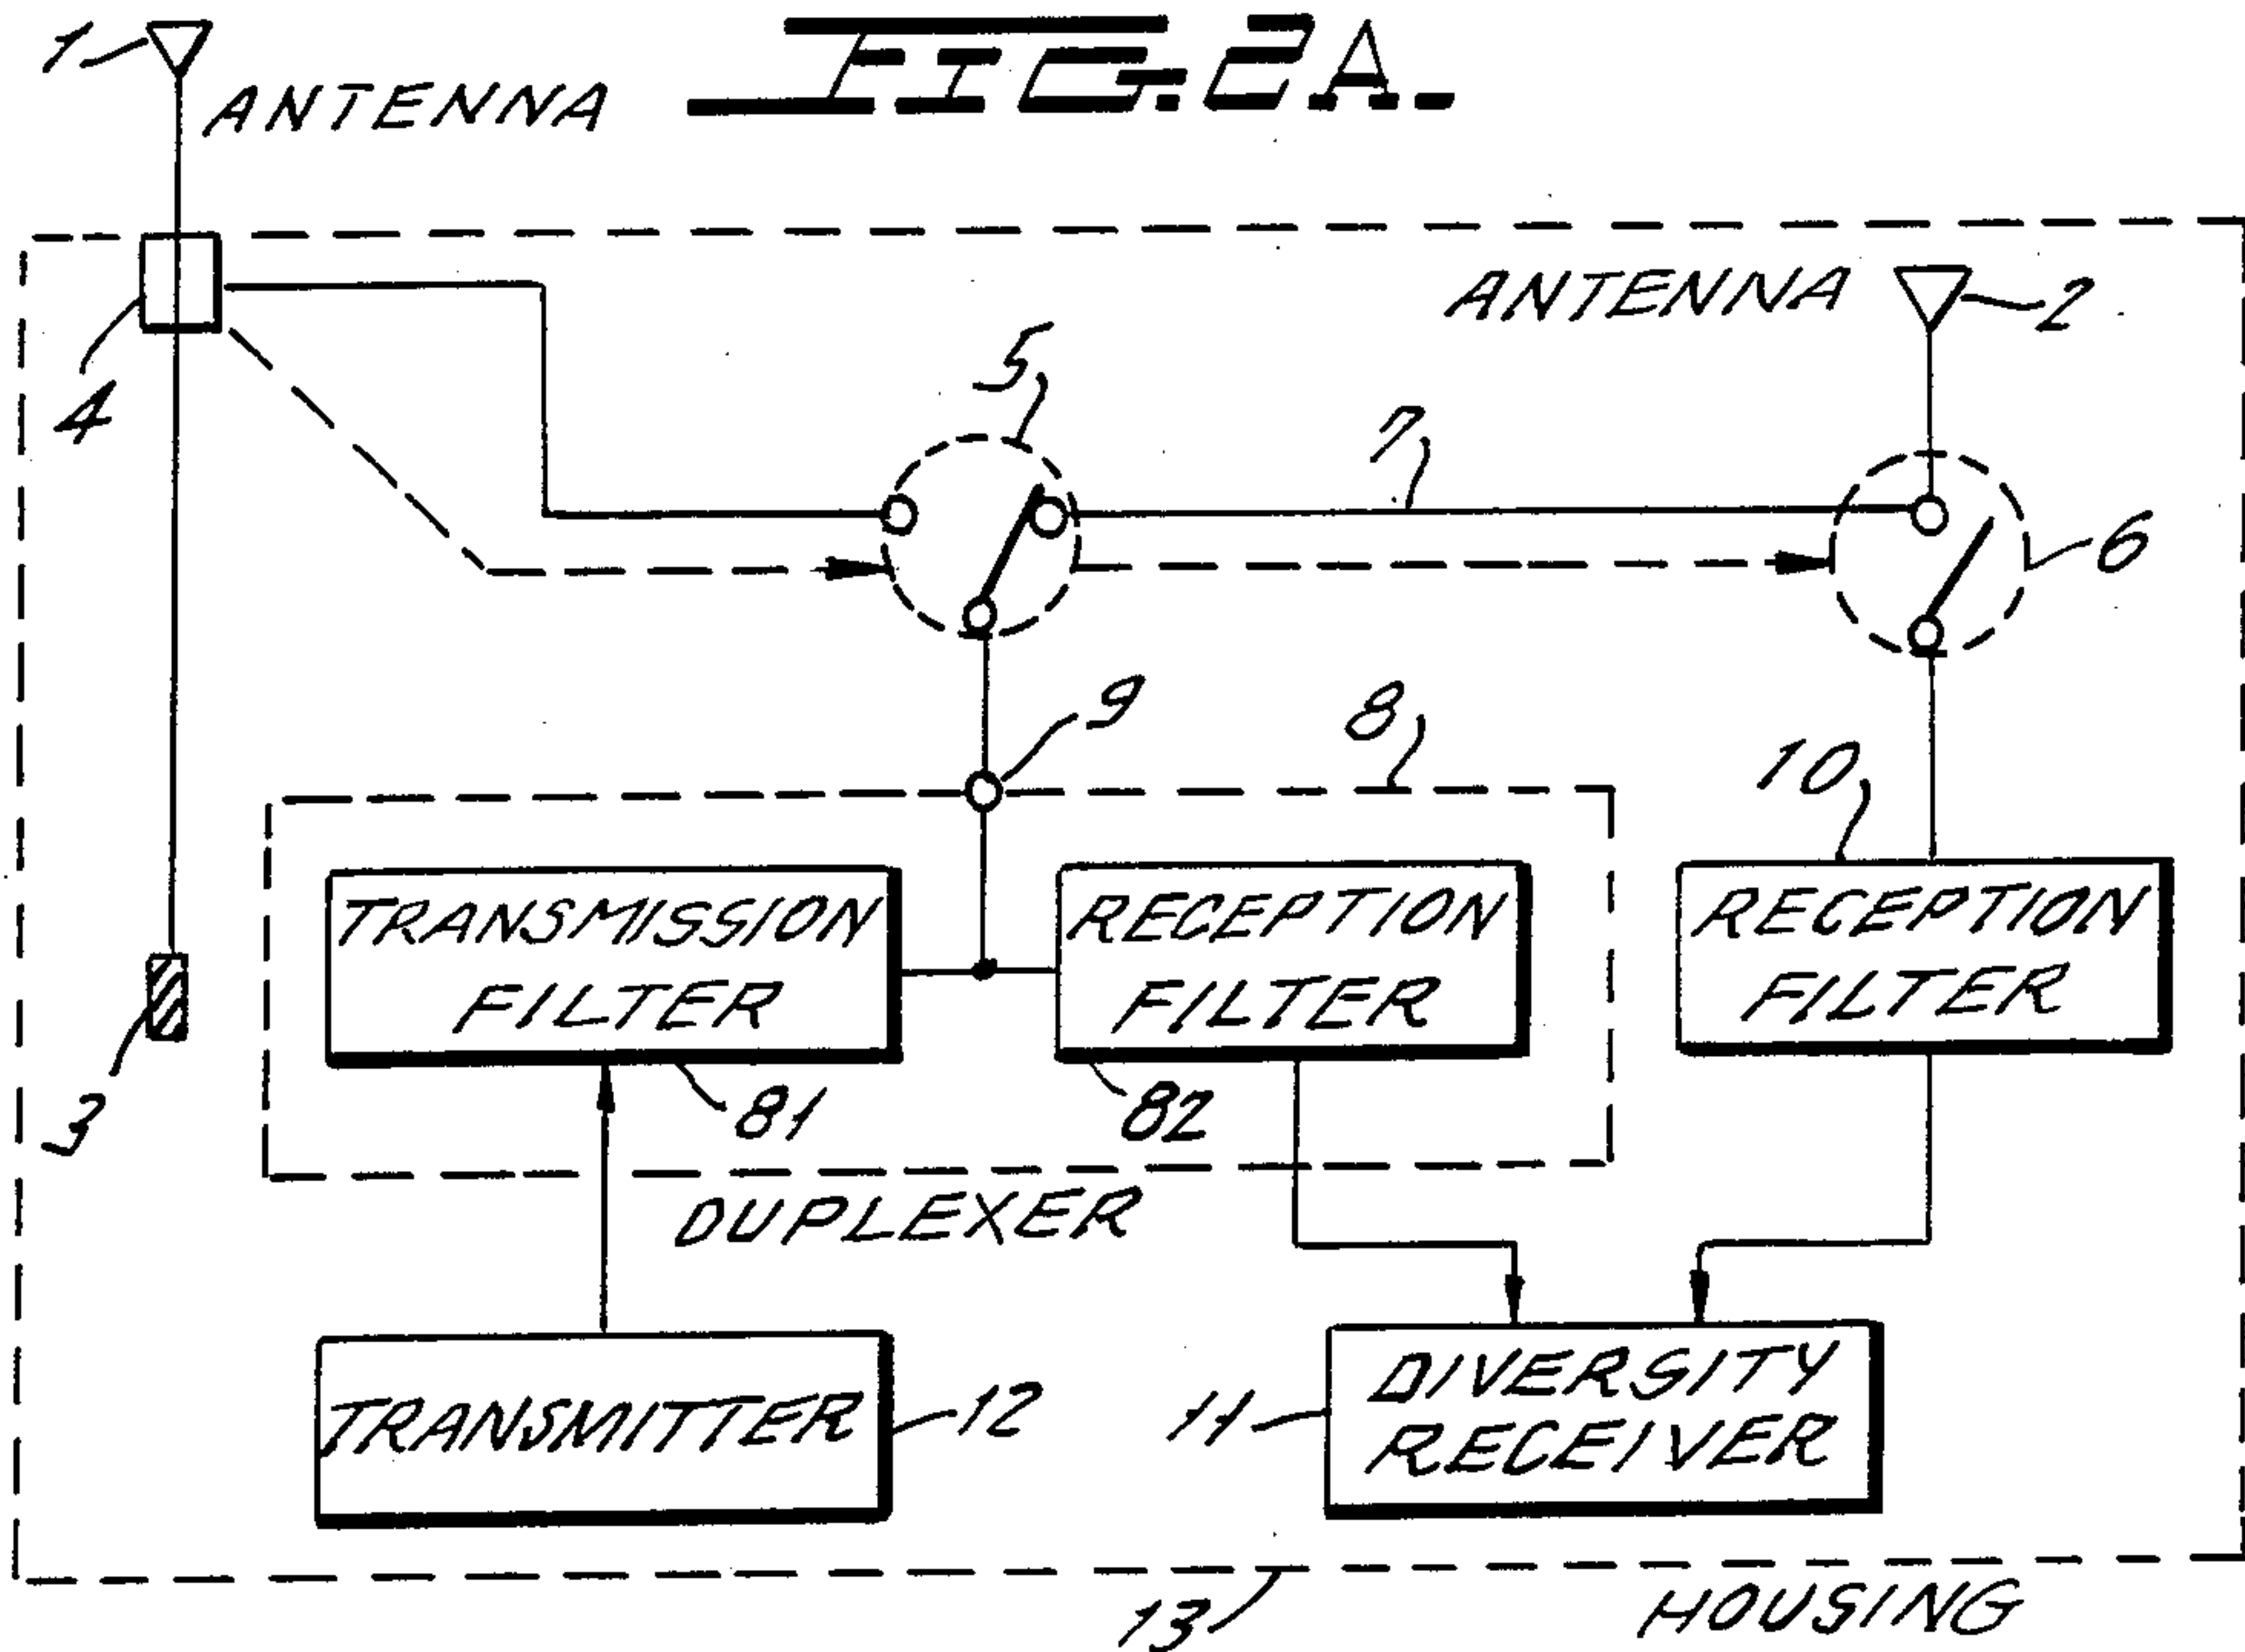 FIG. 2A.
1
ANTENNA
ANTENNA
2
4
5
7
6
9
8
10
TRANSMISSION
FILTER
RECEPTION
FILTER
RECEPTION
FILTER
3
81
82
DUPLEXER
TRANSMITTER
12
11
DIVERSITY
RECEIVER
13
HOUSING